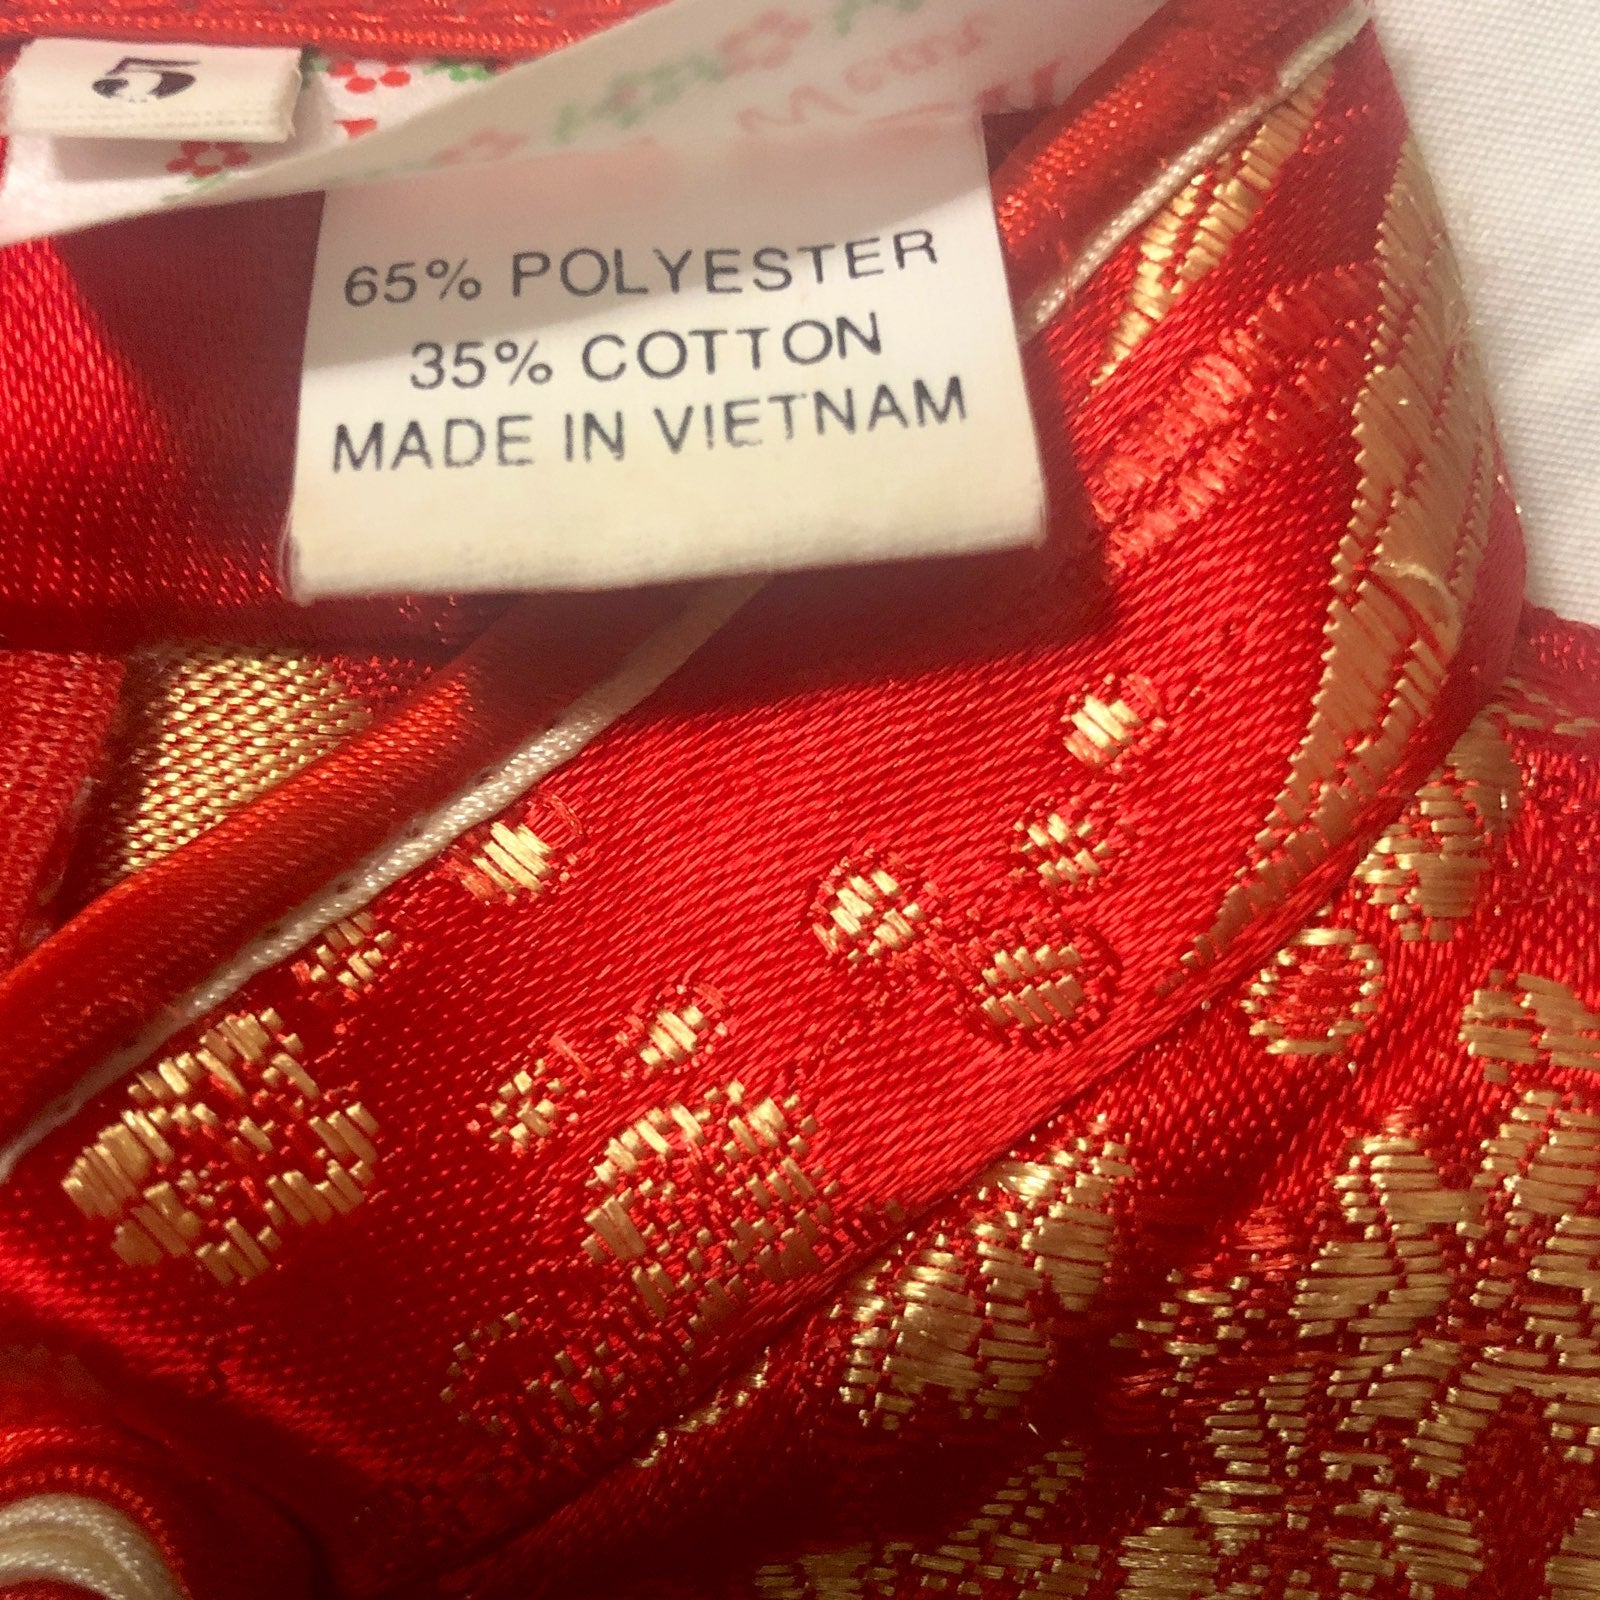 5
65% POLYESTER
35% COTTON
MADE IN VIETNAM